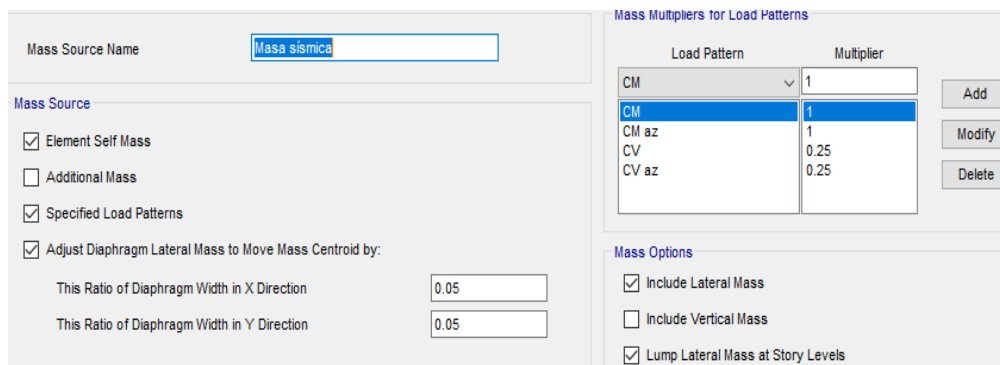 Mass Source Name
Masa sísmica
Mass Source
Element Self Mass
Additional Mass
Specified Load Patterns
Adjust Diaphragm Lateral Mass to Move Mass Centroid by:
This Ratio of Diaphragm Width in X Direction
0.05
This Ratio of Diaphragm Width in Y Direction
0.05
Mass Multipliers for Load Patterns
Load Pattern Multiplier
CM 1
CM 1
CM az 1
CV 0.25
CV az 0.25
Add
Modify
Delete
Mass Options
Include Lateral Mass
Include Vertical Mass
Lump Lateral Mass at Story Levels